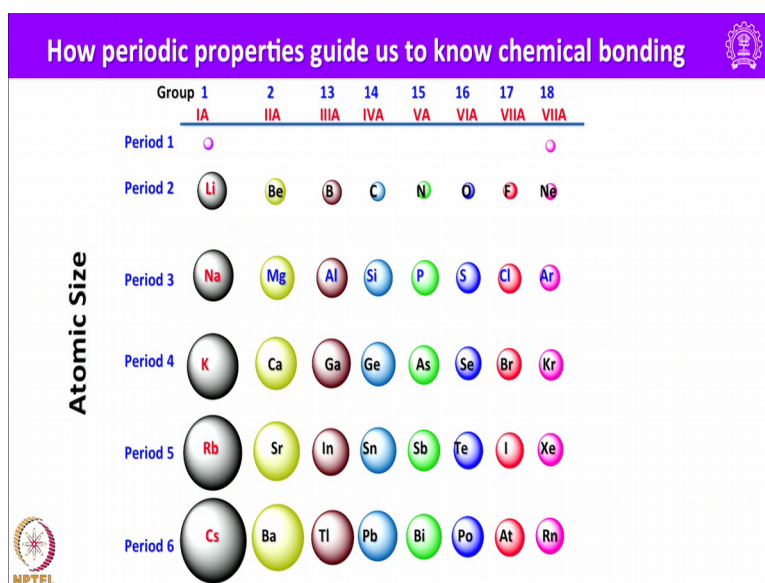 How periodic properties guide us to know chemical bonding
Group 1 2 13 14 15 16 17 18
IA IIA IIIA IVA VA VIA VIIA VIIA
Period 1
Period 2 Li Be B C N O F Ne
Atomic Size
Period 3 Na Mg Al Si P S Cl Ar
Period 4 K Ca Ga Ge As Se Br Kr
Period 5 Rb Sr In Sn Sb Te I Xe
Period 6 Cs Ba Tl Pb Bi Po At Rn
NPTEL